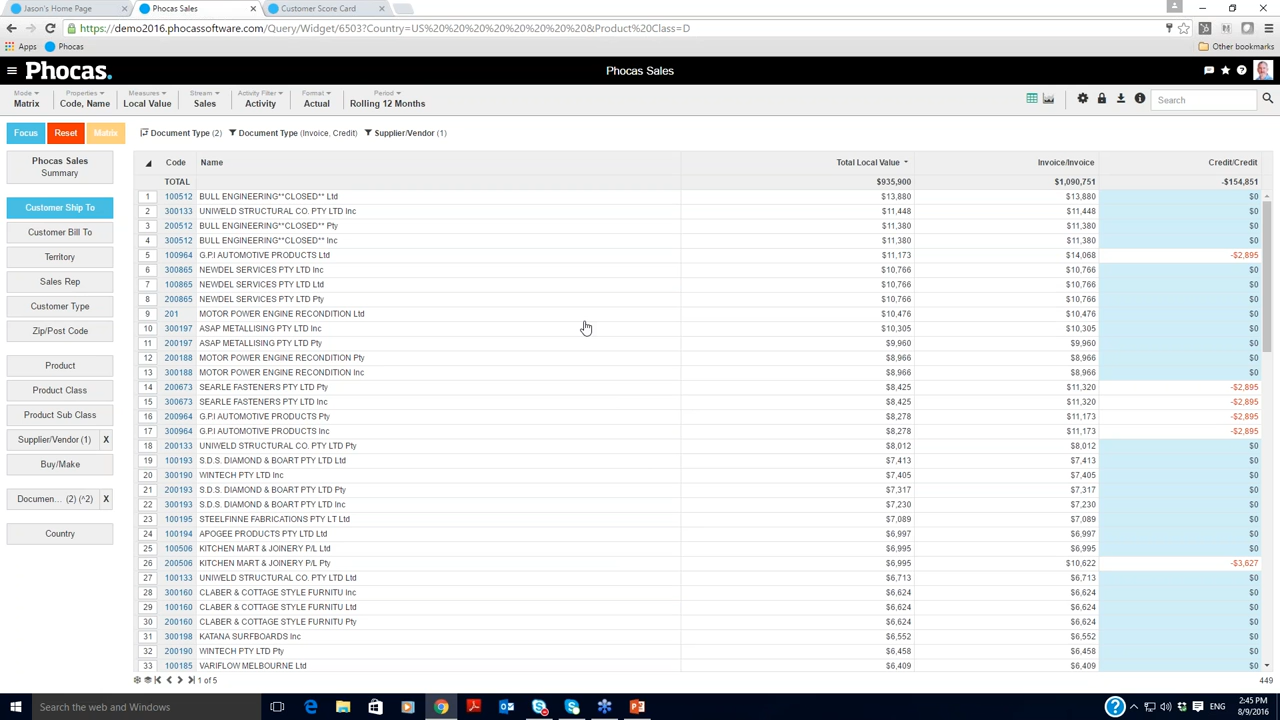 Jason's Home Page x
Phocas Sales x
Customer Score Card x
https://demo2016.phocassoftware.com/Query/Widget/6503?Country=US%20%20%20%20%20%20%20%20&Product%20Class=D
Apps Phocas Other bookmarks
Phocas. Phocas Sales
Mode Properties Measures Stream Activity Filter Format Period
Matrix Code, Name Local Value Sales Activity Actual Rolling 12 Months Search
Focus Reset Matrix Document Type (2) Document Type (Invoice, Credit) Supplier/Vendor (1)
Phocas Sales
Summary
Customer Ship To
Customer Bill To
Territory
Sales Rep
Customer Type
Zip/Post Code
Product
Product Class
Product Sub Class
Supplier/Vendor (1) X
Buy/Make
Documen... (2) (^2) X
Country
Code Name Total Local Value Invoice/Invoice Credit/Credit
TOTAL $935,900 $1,090,751 -$154,851
1 100512 BULL ENGINEERING**CLOSED** Ltd $13,880 $13,880 $0
2 300133 UNIWELD STRUCTURAL CO. PTY LTD Inc $11,448 $11,448 $0
3 200512 BULL ENGINEERING**CLOSED** Pty $11,380 $11,380 $0
4 300512 BULL ENGINEERING**CLOSED** Inc $11,380 $11,380 $0
5 100964 G.P.I AUTOMOTIVE PRODUCTS Ltd $11,173 $14,068 -$2,895
6 300865 NEWDEL SERVICES PTY LTD Inc $10,766 $10,766 $0
7 100865 NEWDEL SERVICES PTY LTD Ltd $10,766 $10,766 $0
8 200865 NEWDEL SERVICES PTY LTD Pty $10,766 $10,766 $0
9 201 MOTOR POWER ENGINE RECONDITION Ltd $10,476 $10,476 $0
10 300197 ASAP METALLISING PTY LTD Inc $10,305 $10,305 $0
11 200197 ASAP METALLISING PTY LTD Pty $9,960 $9,960 $0
12 200188 MOTOR POWER ENGINE RECONDITION Pty $8,966 $8,966 $0
13 300188 MOTOR POWER ENGINE RECONDITION Inc $8,966 $8,966 $0
14 200673 SEARLE FASTENERS PTY LTD Pty $8,425 $11,320 -$2,895
15 300673 SEARLE FASTENERS PTY LTD Inc $8,425 $11,320 -$2,895
16 200964 G.P.I AUTOMOTIVE PRODUCTS Pty $8,278 $11,173 -$2,895
17 300964 G.P.I AUTOMOTIVE PRODUCTS Inc $8,278 $11,173 -$2,895
18 200133 UNIWELD STRUCTURAL CO. PTY LTD Pty $8,012 $8,012 $0
19 100193 S.D.S. DIAMOND & BOART PTY LTD Ltd $7,413 $7,413 $0
20 300190 WINTECH PTY LTD Inc $7,405 $7,405 $0
21 200193 S.D.S. DIAMOND & BOART PTY LTD Pty $7,317 $7,317 $0
22 300193 S.D.S. DIAMOND & BOART PTY LTD Inc $7,230 $7,230 $0
23 100195 STEELFINNE FABRICATIONS PTY LT Ltd $7,089 $7,089 $0
24 100194 APOGEE PRODUCTS PTY LTD Ltd $6,997 $6,997 $0
25 100506 KITCHEN MART & JOINERY P/L Ltd $6,995 $6,995 $0
26 200506 KITCHEN MART & JOINERY P/L Pty $6,995 $10,622 -$3,627
27 100133 UNIWELD STRUCTURAL CO. PTY LTD Ltd $6,713 $6,713 $0
28 300160 CLABER & COTTAGE STYLE FURNITU Inc $6,624 $6,624 $0
29 100160 CLABER & COTTAGE STYLE FURNITU Ltd $6,624 $6,624 $0
30 200160 CLABER & COTTAGE STYLE FURNITU Pty $6,624 $6,624 $0
31 300198 KATANA SURFBOARDS Inc $6,552 $6,552 $0
32 200190 WINTECH PTY LTD Pty $6,458 $6,458 $0
33 100185 VARIFLOW MELBOURNE Ltd $6,409 $6,409 $0
1 of 5 449
Search the web and Windows
ENG 2:45 PM
8/9/2016